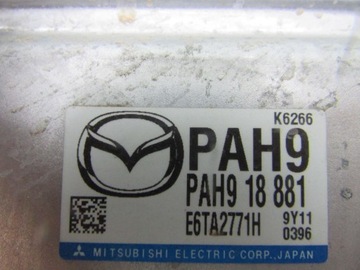 K6266
PAH9
PAH9 18 881
E6TA2771H
9Y11
0396
MITSUBISHI ELECTRIC CORP., JAPAN